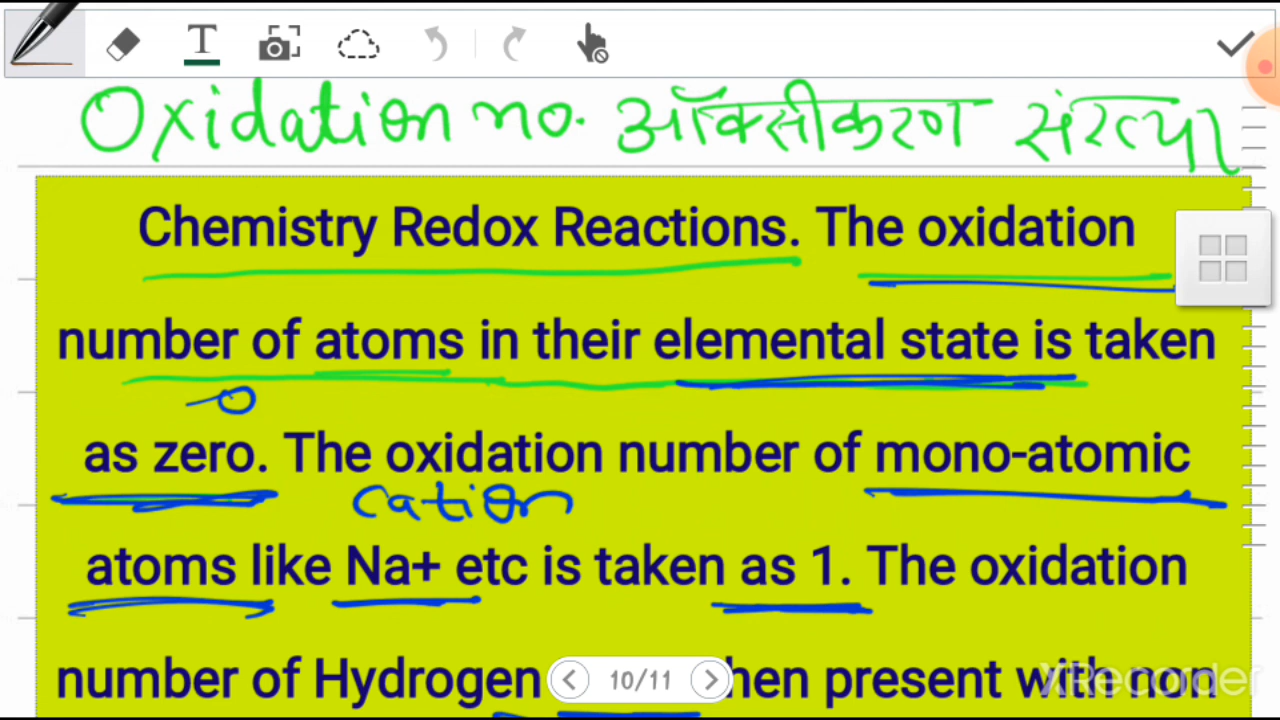 T
Oxidation no. ऑक्सीकरण संख्या
Chemistry Redox Reactions. The oxidation
number of atoms in their elemental state is taken
0
as zero. The oxidation number of mono-atomic
cation
atoms like Na+ etc is taken as 1. The oxidation
number of Hydrogen hen present with non
10/11
XRecorder